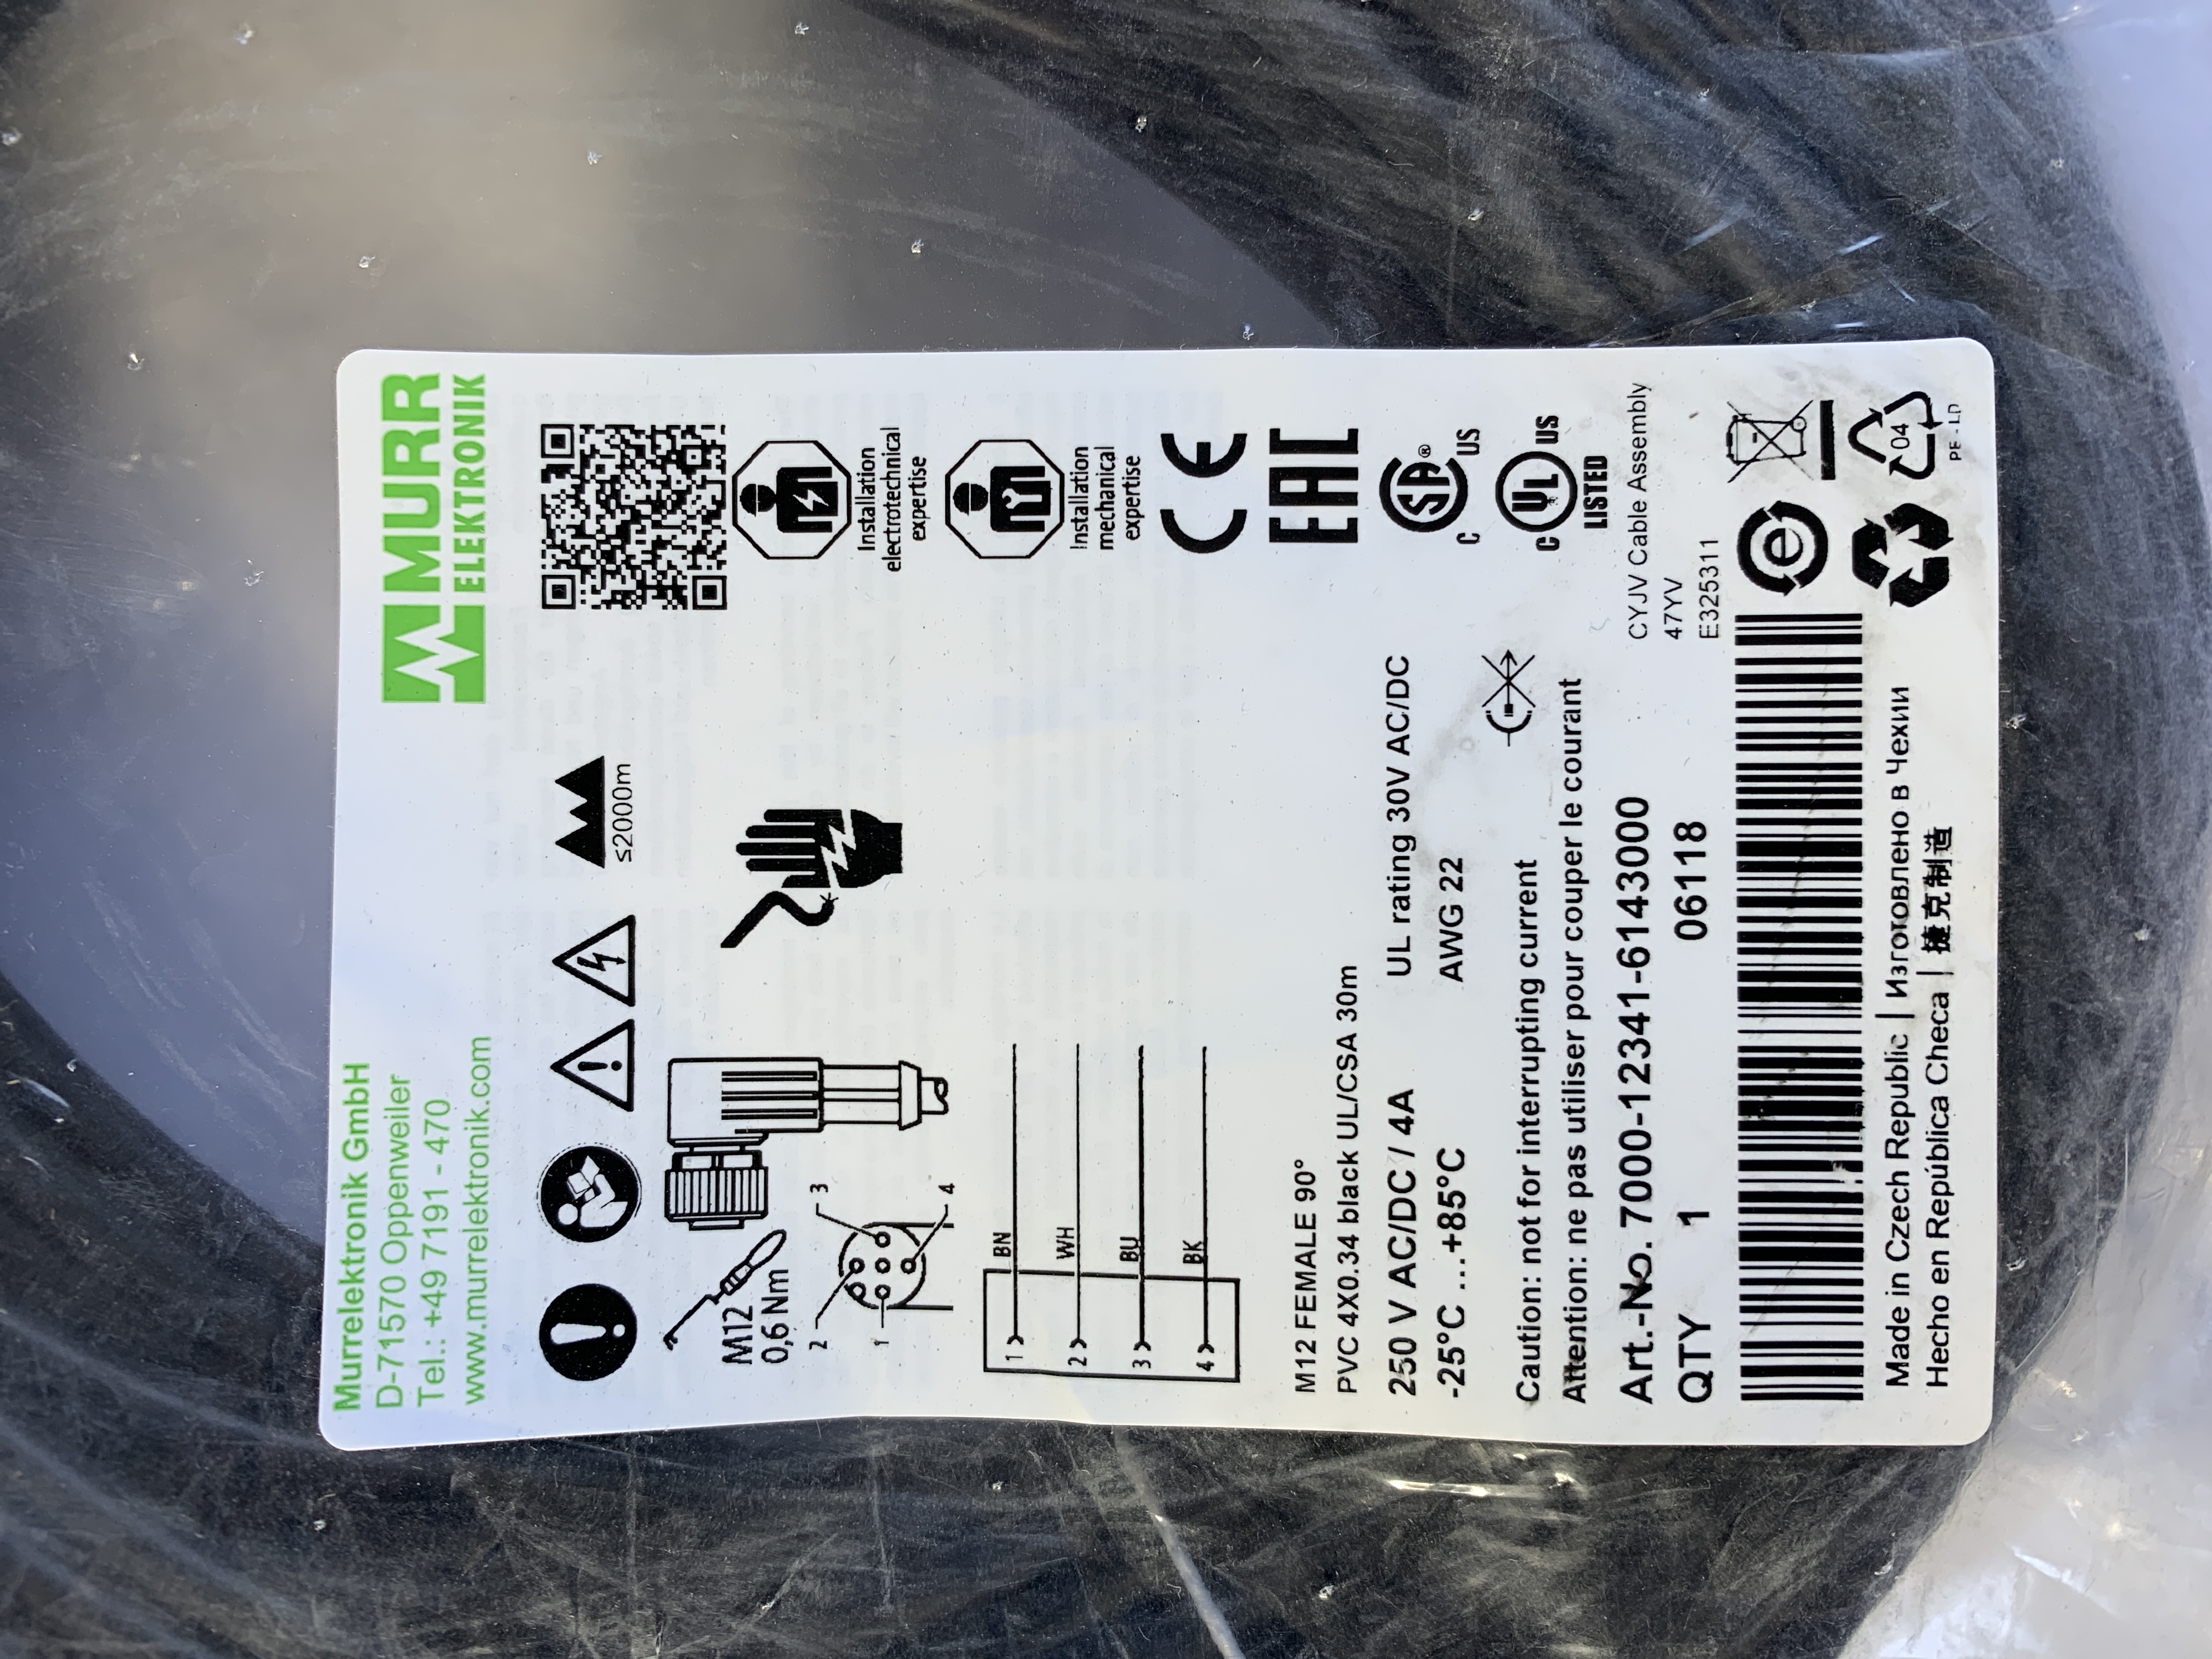 Murrelektronik GmbH
D-71570 Oppenweiler
Tel.: +49 7191 - 470
www.murrelektronik.com
MURR
ELEKTRONIK
≤2000m
M12
0,6 Nm
2
3
1
4
1 BN
2 WH
3 BU
4 BK
Installation
electrotechnical
expertise
Installation
mechanical
expertise
CE
EAC
C SA® US
C UL US
LISTED
M12 FEMALE 90°
PVC 4X0.34 black UL/CSA 30m
250 V AC/DC / 4A UL rating 30V AC/DC
-25°C ...+85°C AWG 22
Caution: not for interrupting current
Attention: ne pas utiliser pour couper le courant
CYJV Cable Assembly
47YV
E325311
Art.-No. 7000-12341-6143000
QTY 1 06118
e
04
PE-LD
Made in Czech Republic | Изготовлено в Чехии
Hecho en República Checa | 捷克制造